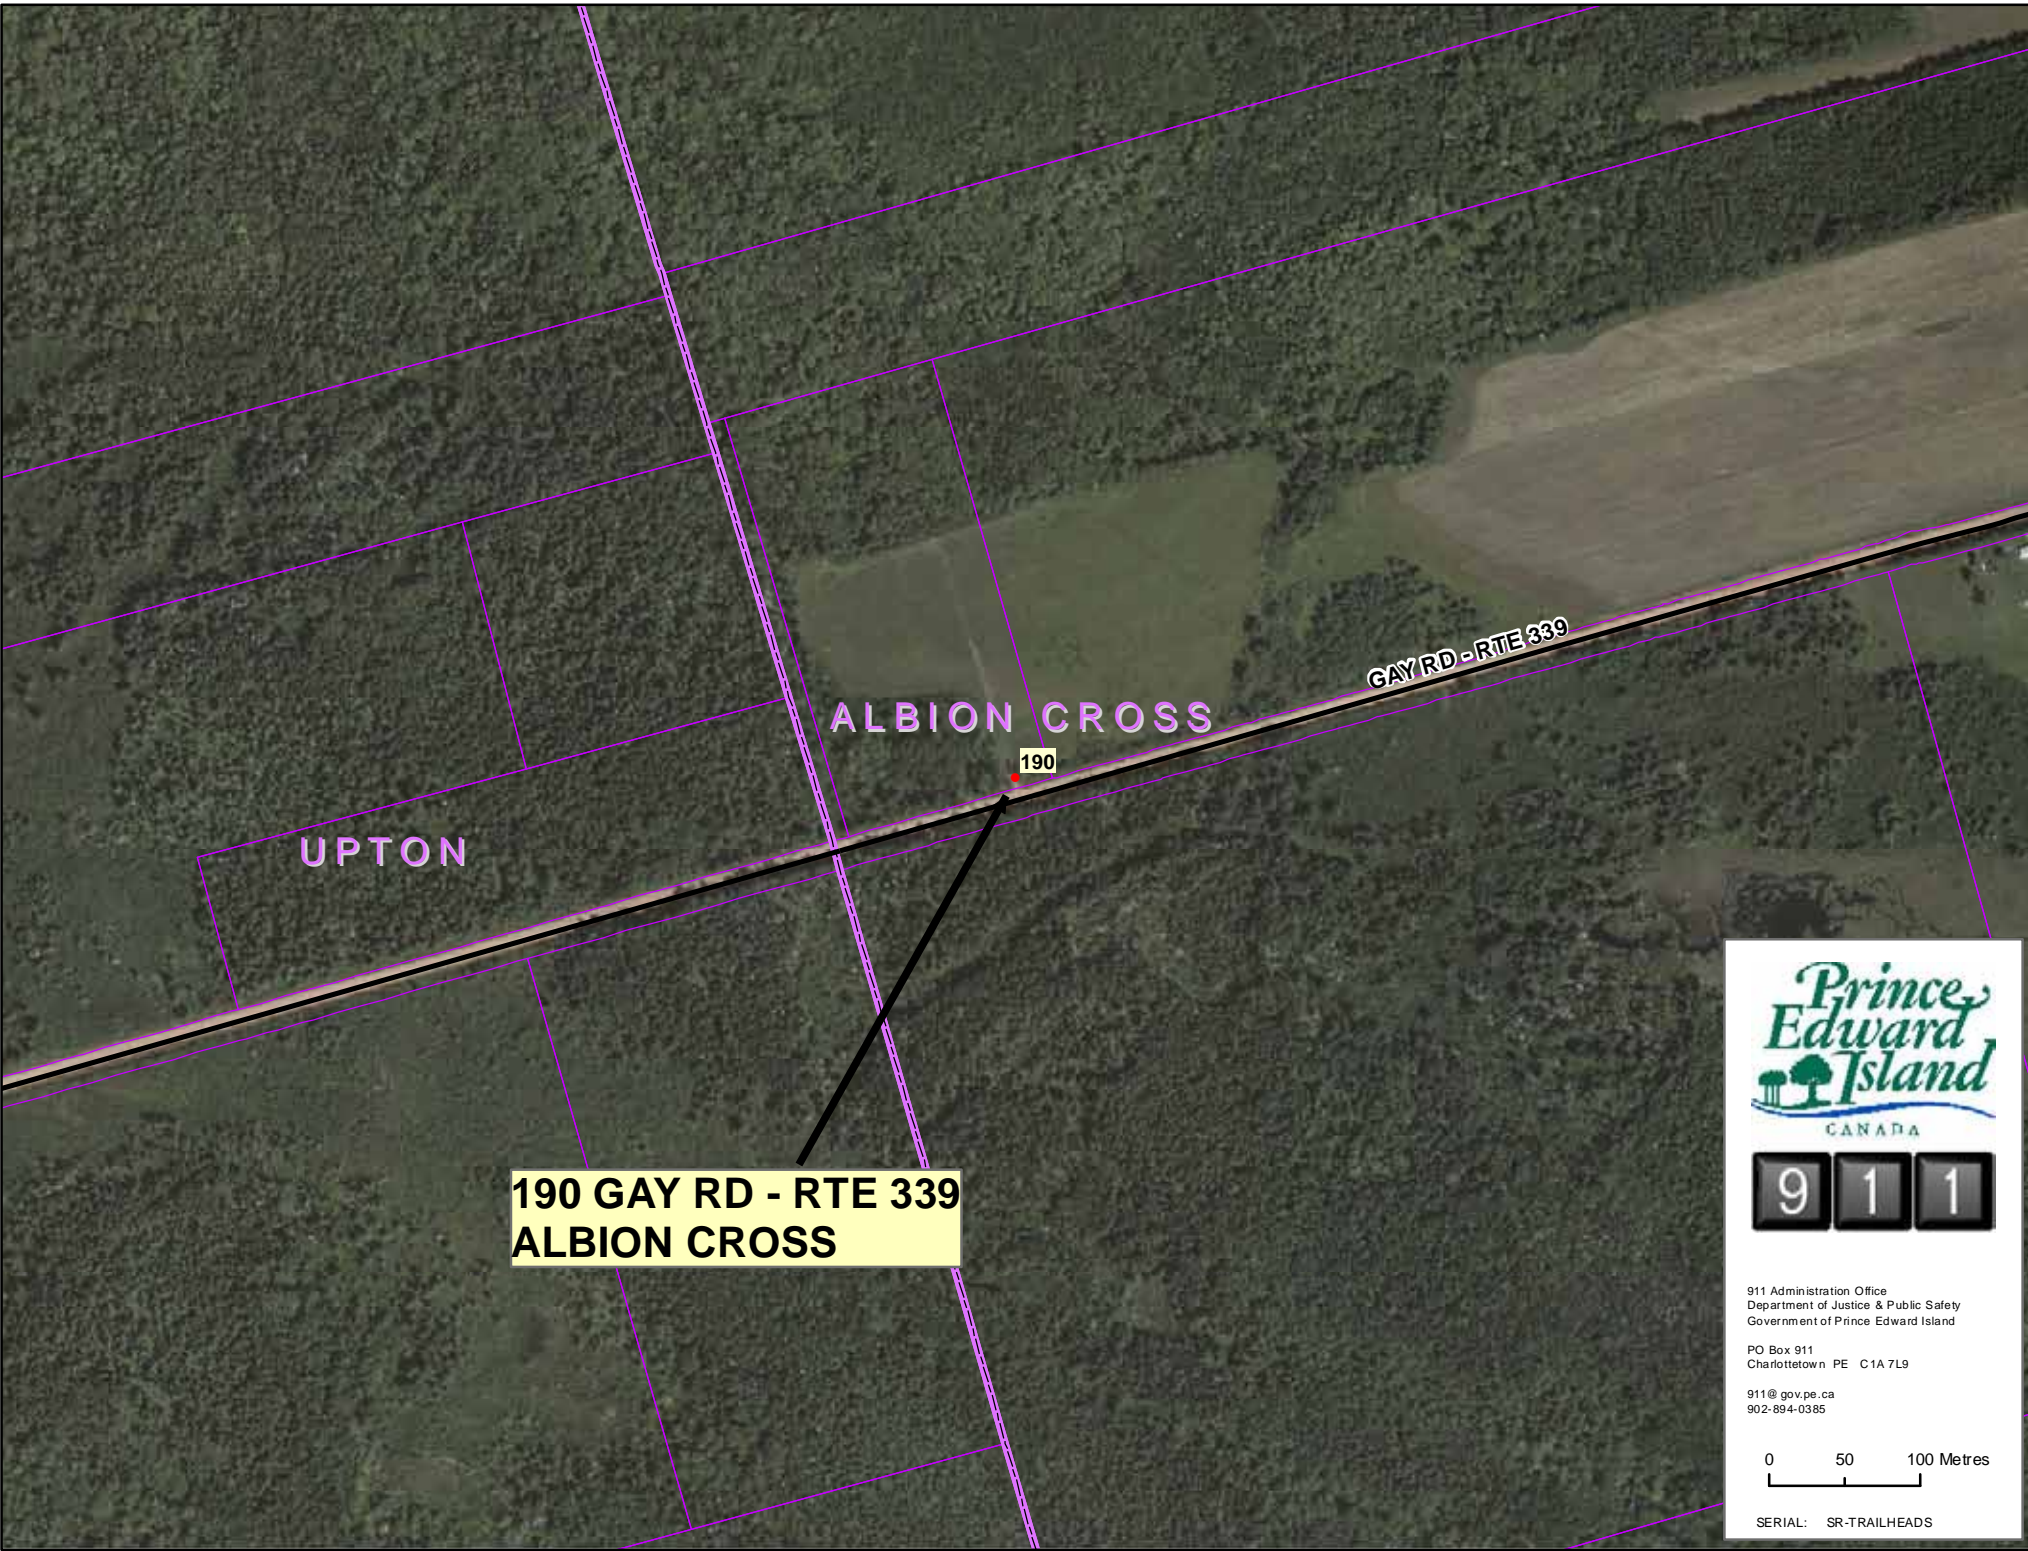 GAY RD - RTE 339
ALBION CROSS
190
UPTON
190 GAY RD - RTE 339
ALBION CROSS
Prince
Edward
Island
CANADA
9 1 1
911 Administration Office
Department of Justice & Public Safety
Government of Prince Edward Island
PO Box 911
Charlottetown PE C1A 7L9
911@gov.pe.ca
902-894-0385
0 50 100 Metres
SERIAL: SR-TRAILHEADS